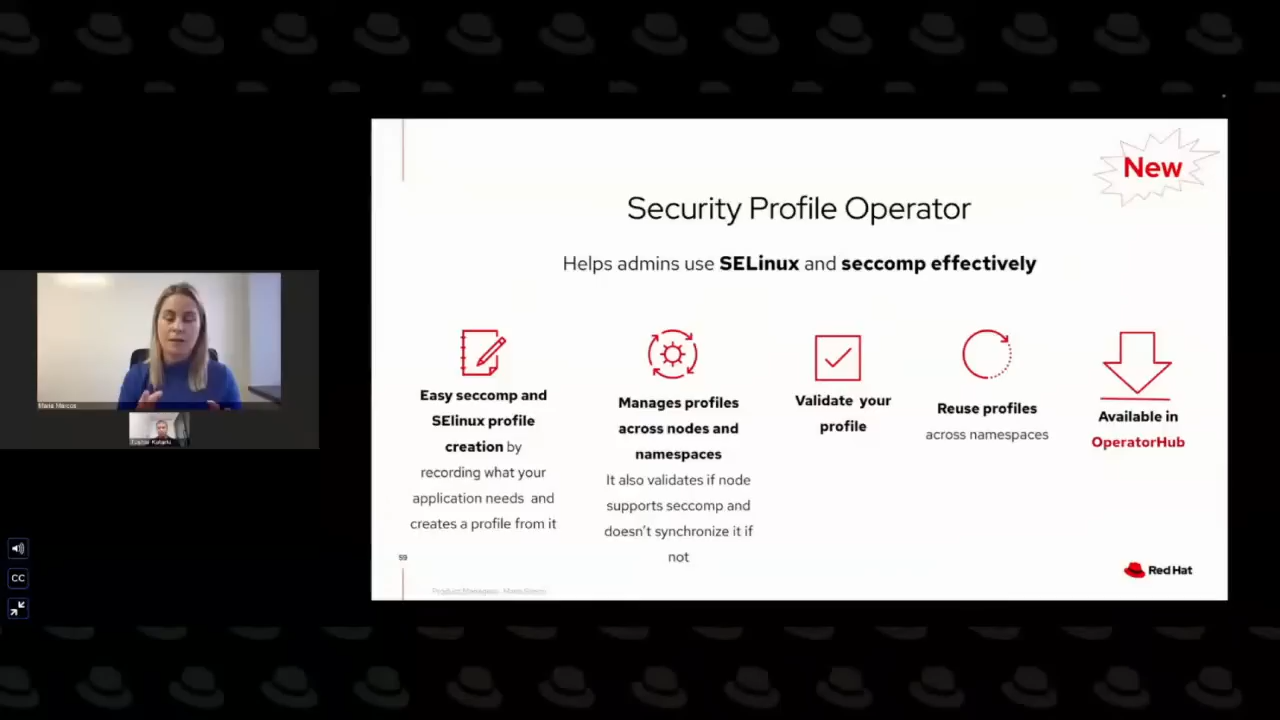 New
Security Profile Operator
Helps admins use SELinux and seccomp effectively
Easy seccomp and
SElinux profile
creation by
recording what your
application needs and
creates a profile from it
Manages profiles
across nodes and
namespaces
It also validates if node
supports seccomp and
doesn't synchronize it if
not
Validate your
profile
Reuse profiles
across namespaces
Available in
OperatorHub
59
Red Hat
CC